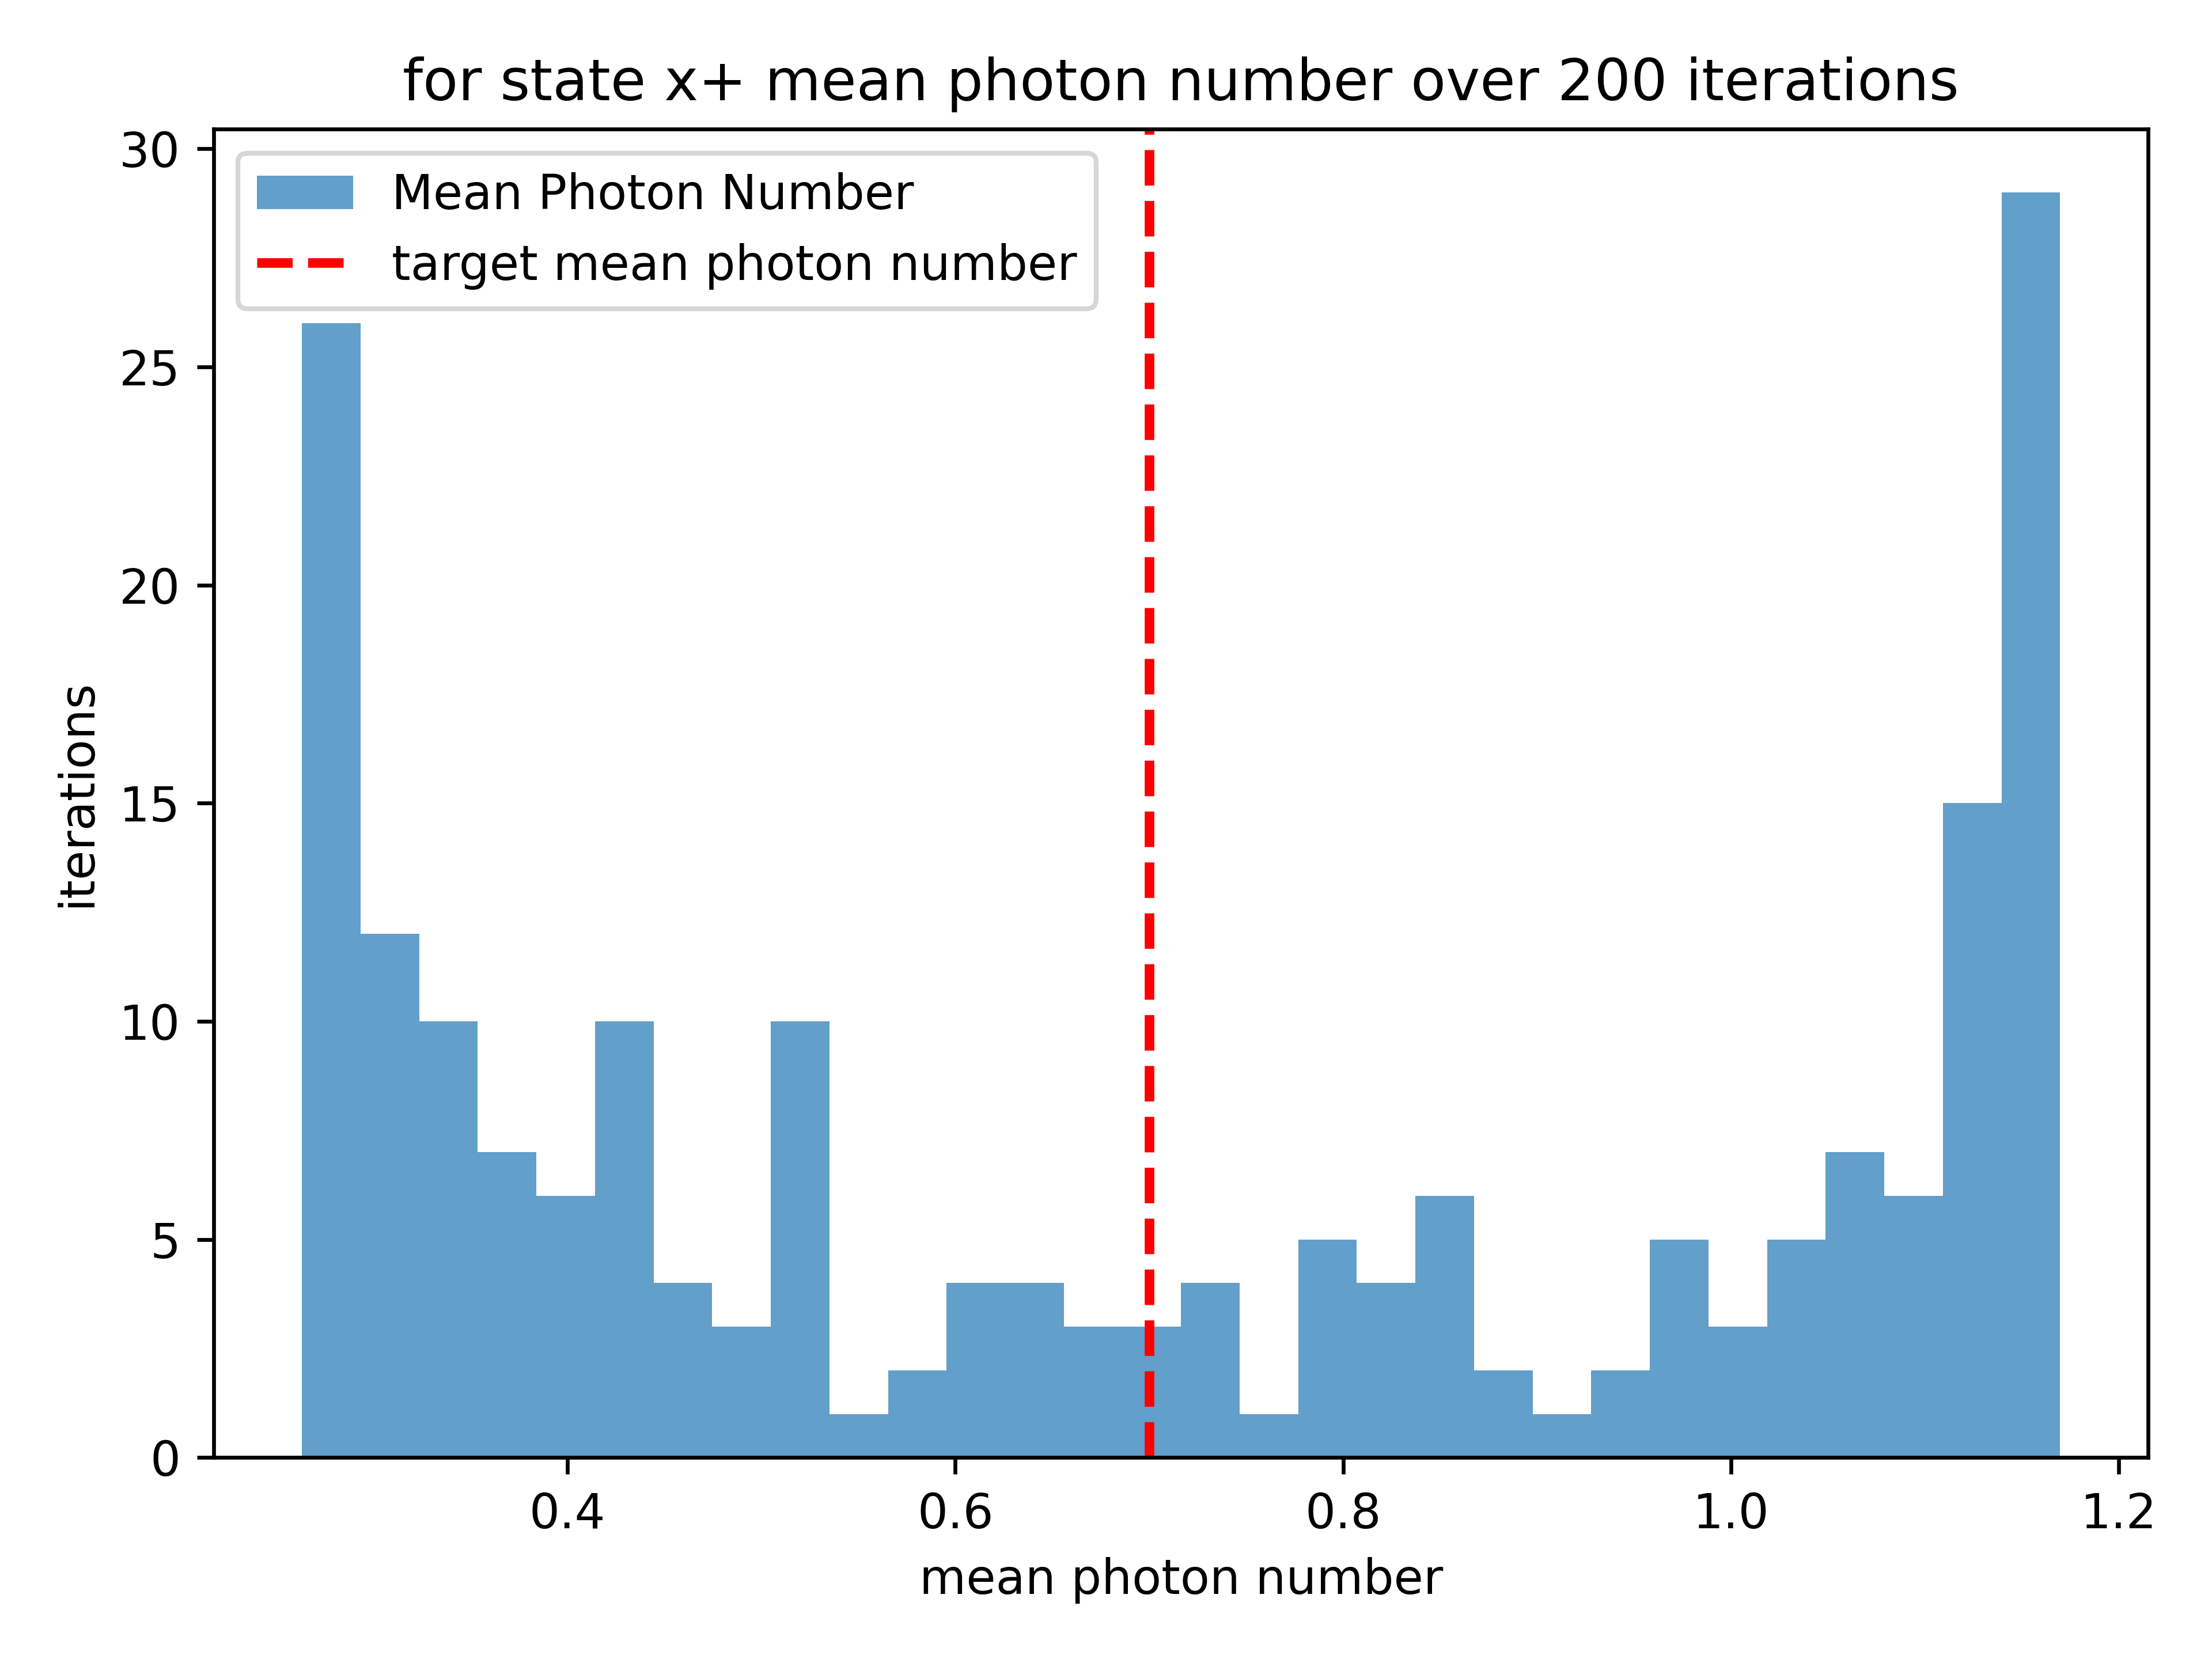 for state x+ mean photon number over 200 iterations
Mean Photon Number
target mean photon number
30
25
20
15
10
5
0
iterations
0.4 0.6 0.8 1.0 1.2
mean photon number